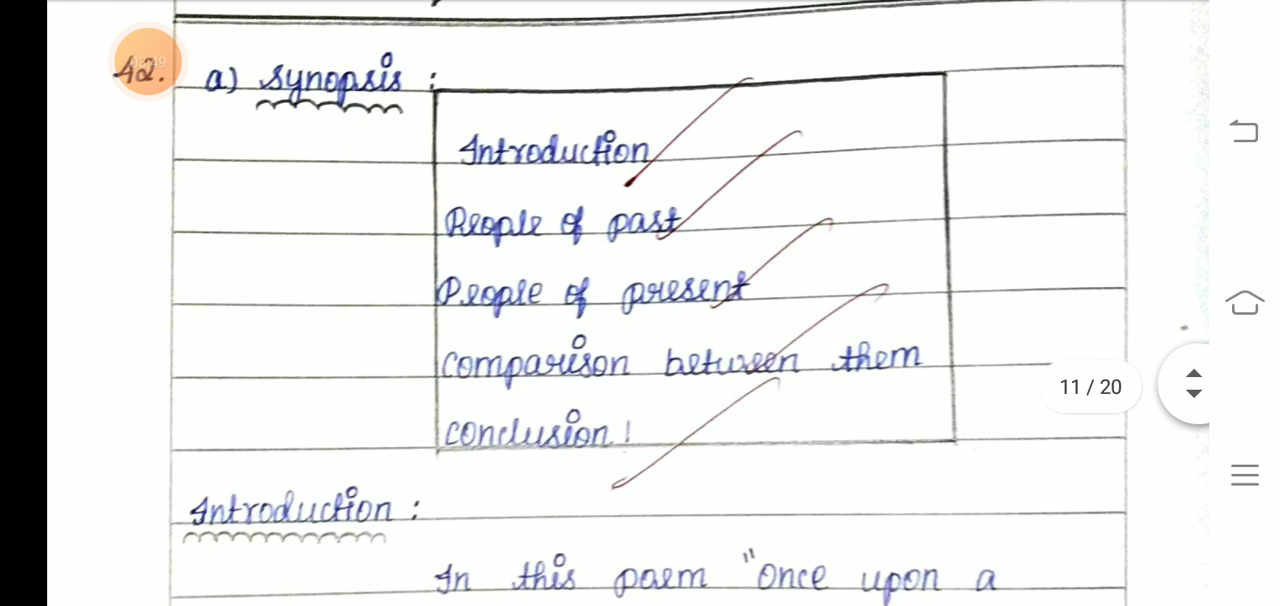 42. a) Synopsis :
Introduction
People of past
People of present
comparison between them
conclusion !
Introduction :
In this paem "Once upon a
11 / 20